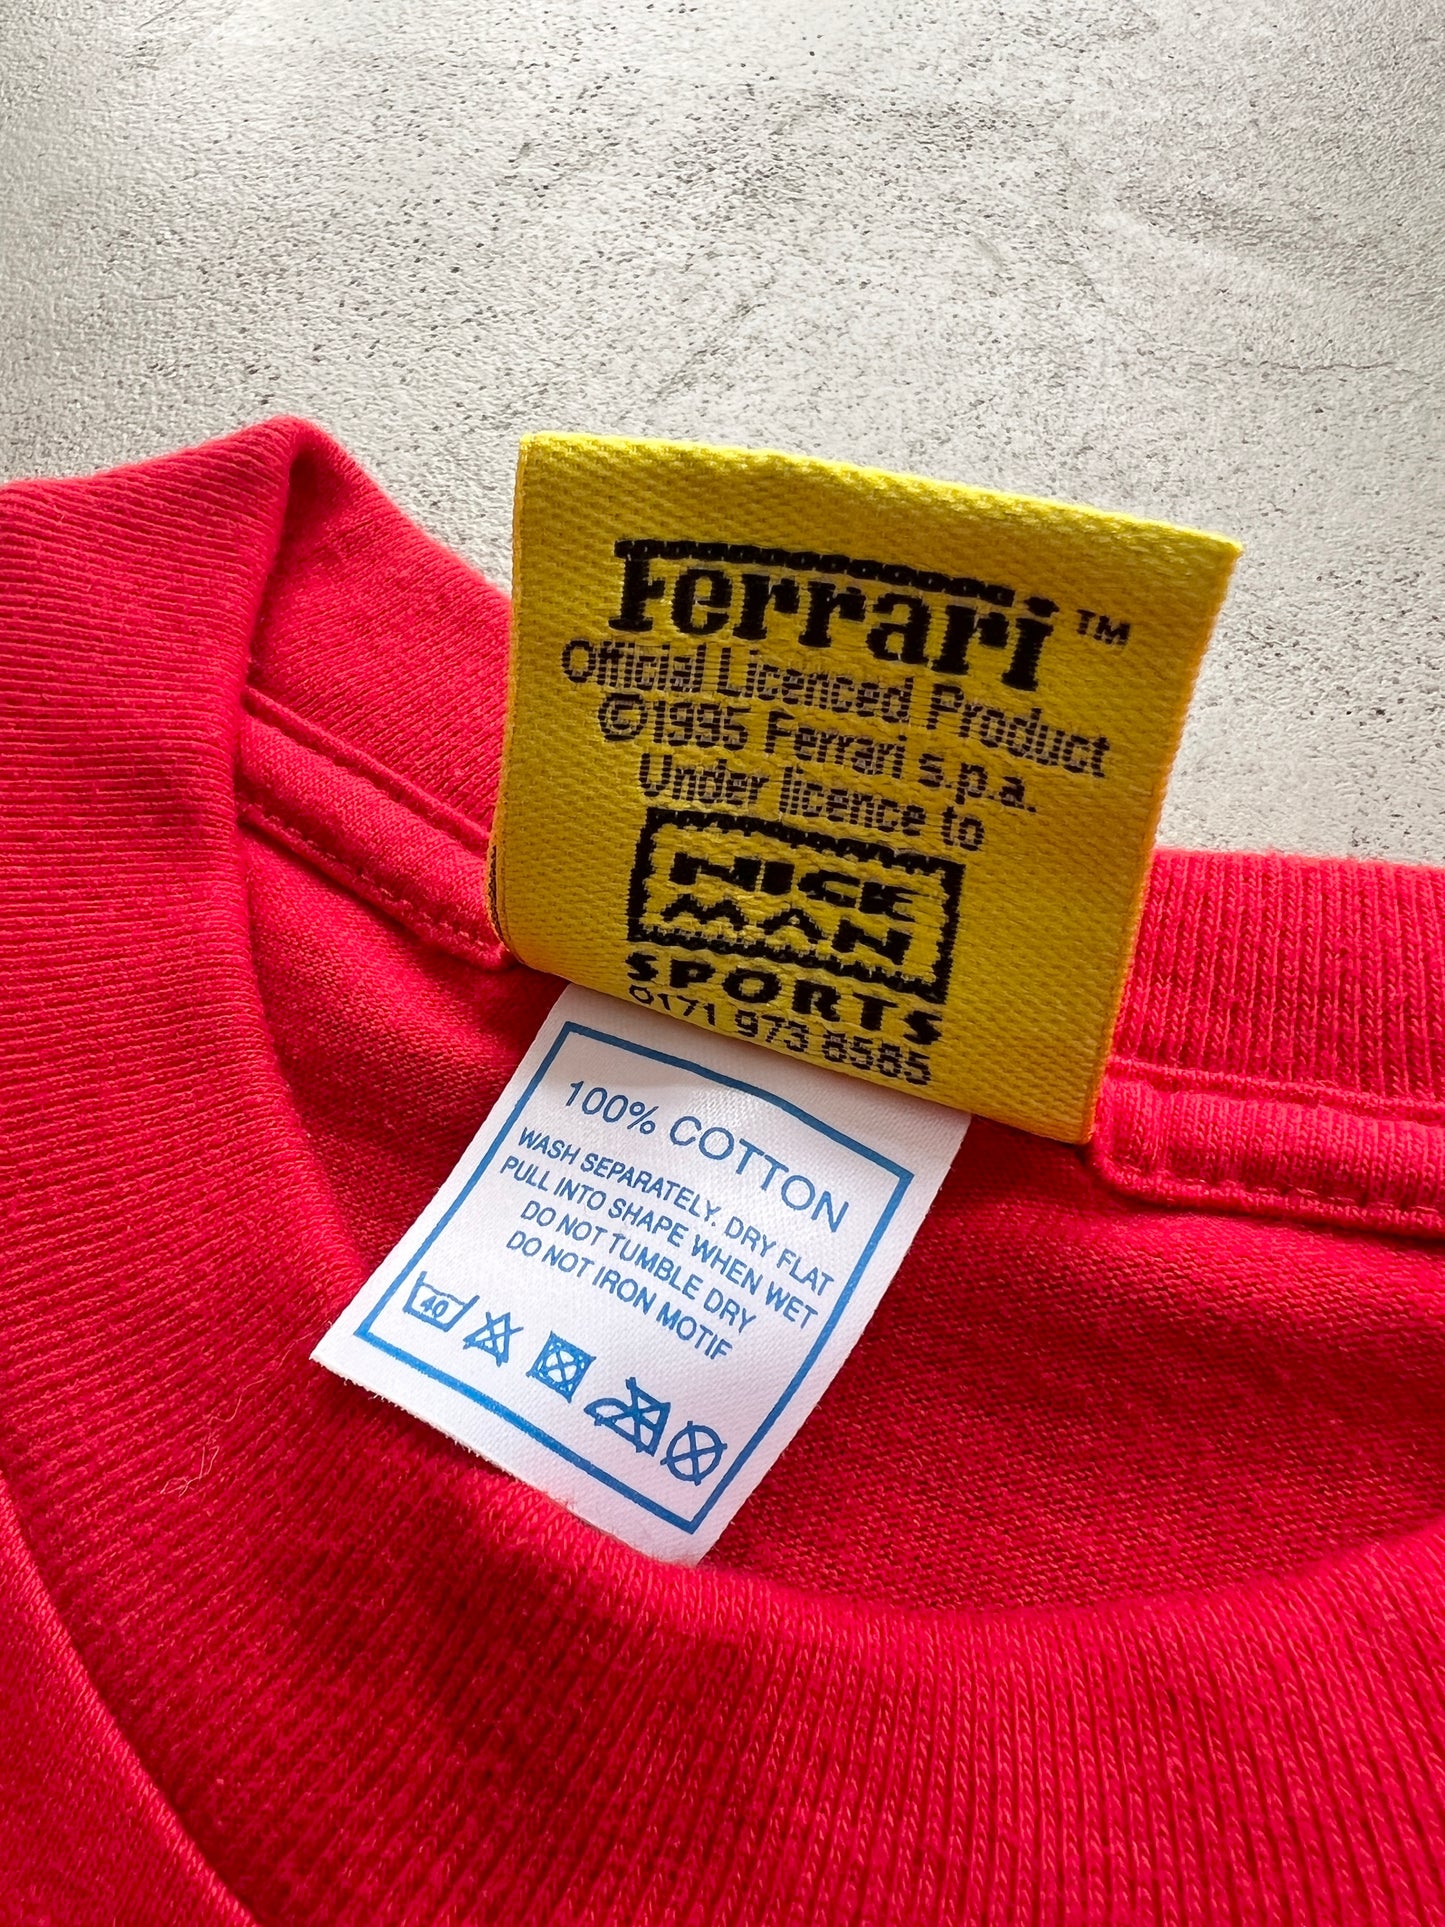 Ferrari™
Official Licenced Product
©1995 Ferrari s.p.a.
Under licence to
NICE
MAN
SPORTS
0171 973 8585
100% COTTON
WASH SEPARATELY. DRY FLAT
PULL INTO SHAPE WHEN WET
DO NOT TUMBLE DRY
DO NOT IRON MOTIF
40